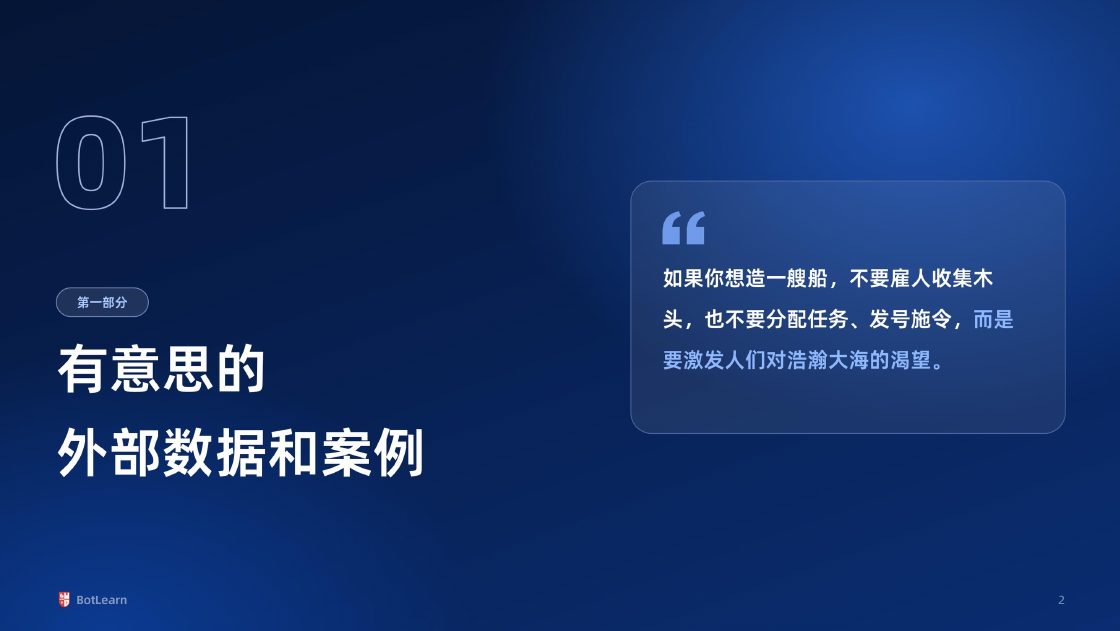 01
第一部分
有意思的
外部数据和案例
如果你想造一艘船，不要雇人收集木
头，也不要分配任务、发号施令，而是
要激发人们对浩瀚大海的渴望。
BotLearn
2